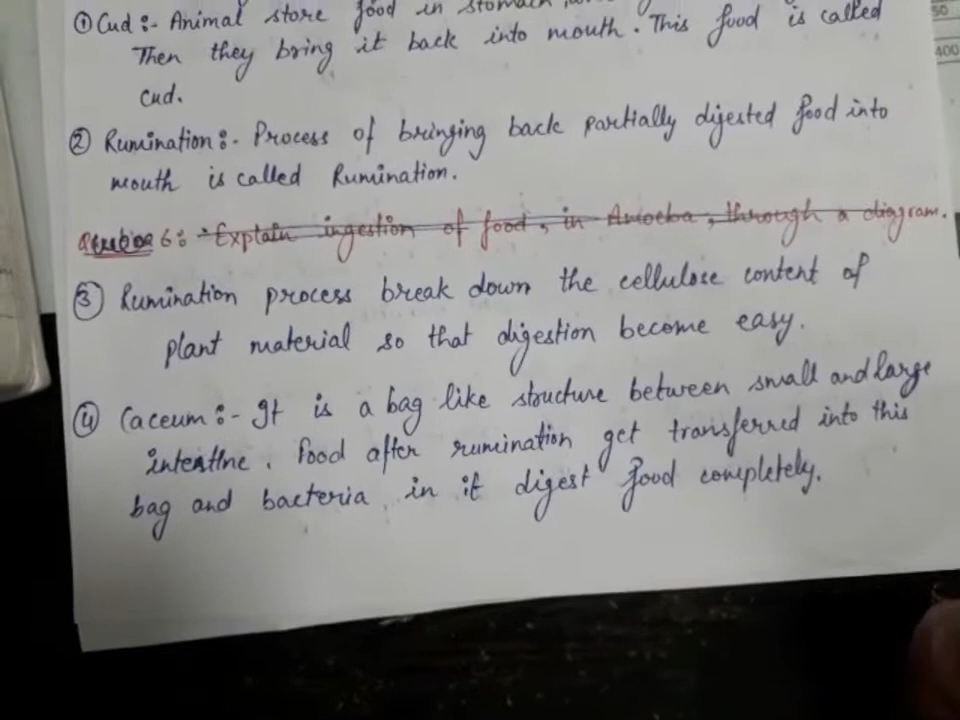 ① Cud :- Animal store food in stomach
Then they bring it back into mouth. This food is called
Cud.
② Rumination :- Process of bringing back partially digested food into
mouth is called Rumination.
Question 6: Explain ingestion of food, in Amoeba, through a diagram.
③ Rumination process break down the cellulose content of
plant material so that digestion become easy.
④ Caceum :- It is a bag like structure between small and large
intestine. Food after rumination get transferred into this
bag and bacteria in it digest food completely.
50
400